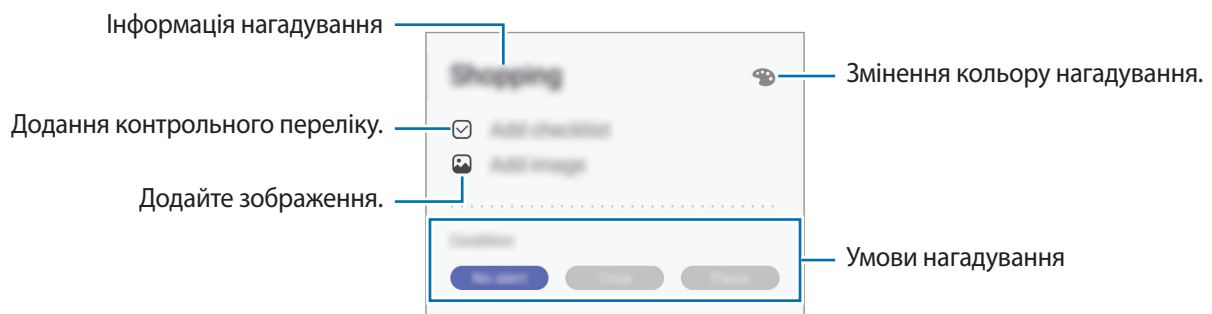 Інформація нагадування
Shopping
Змінення кольору нагадування.
Додання контрольного переліку.
Add checklist
Add image
Додайте зображення.
Condition
Умови нагадування
No alert
Time
Place